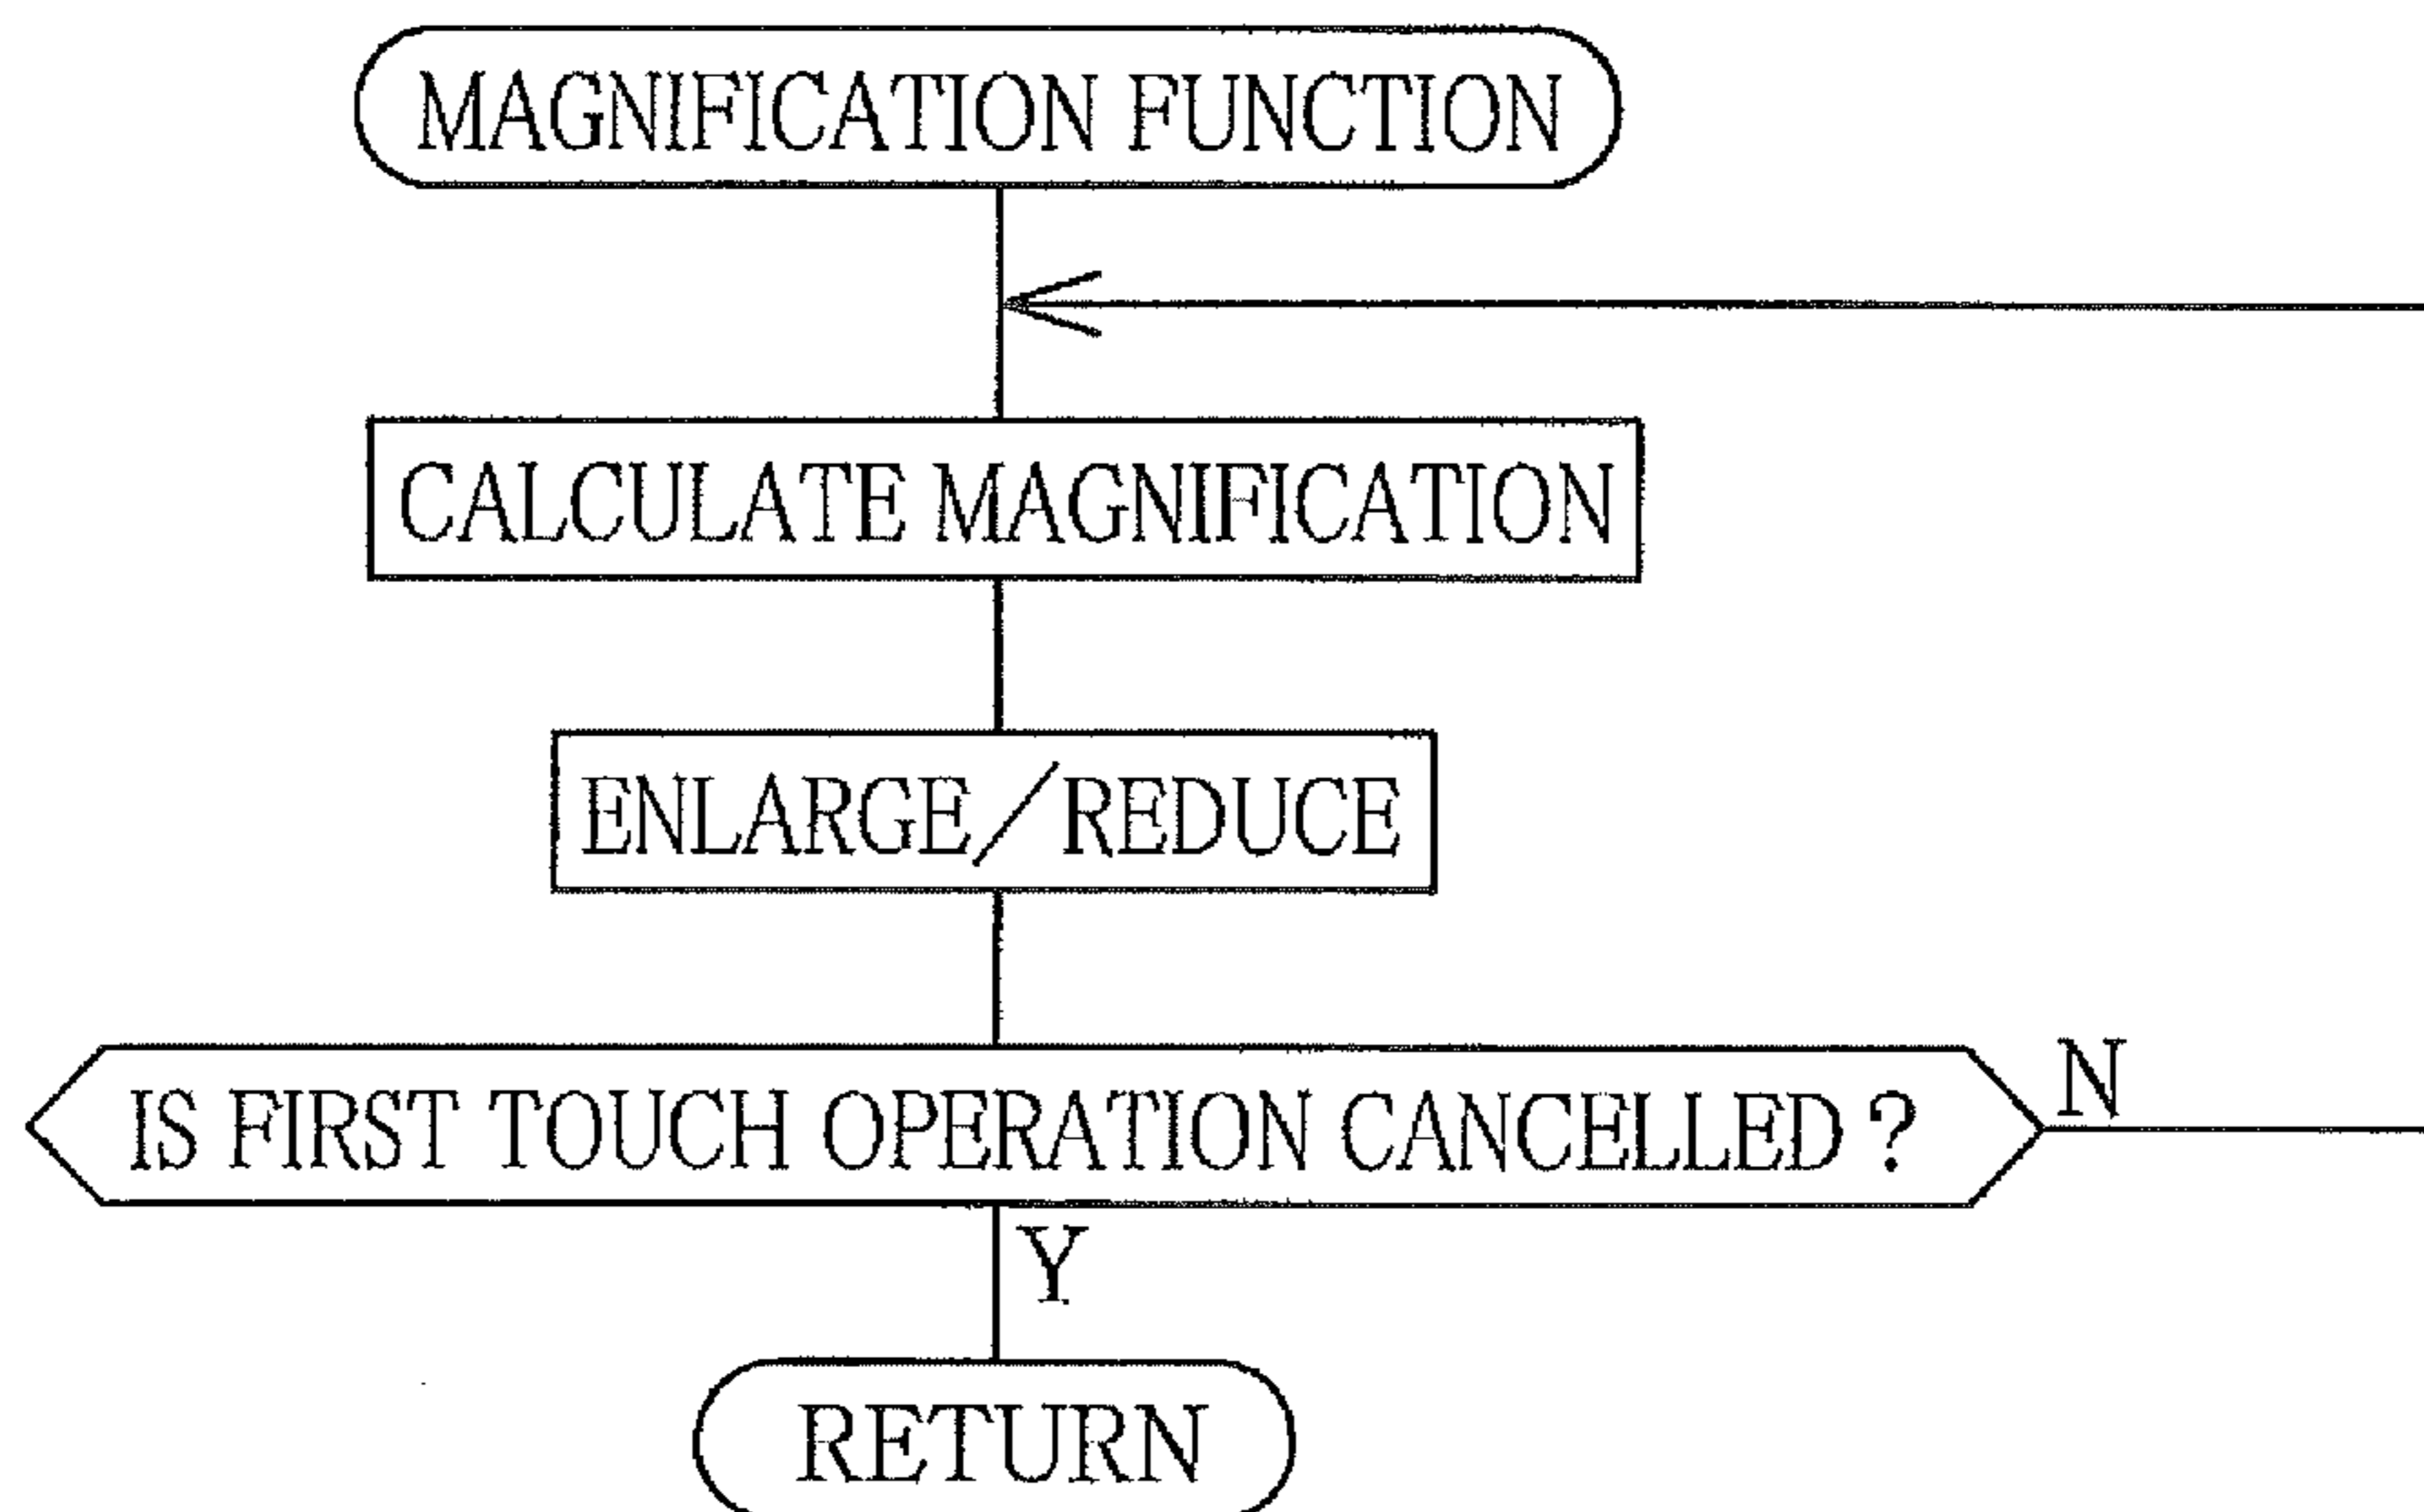 MAGNIFICATION FUNCTION
CALCULATE MAGNIFICATION
ENLARGE/REDUCE
IS FIRST TOUCH OPERATION CANCELLED ?
N
Y
RETURN